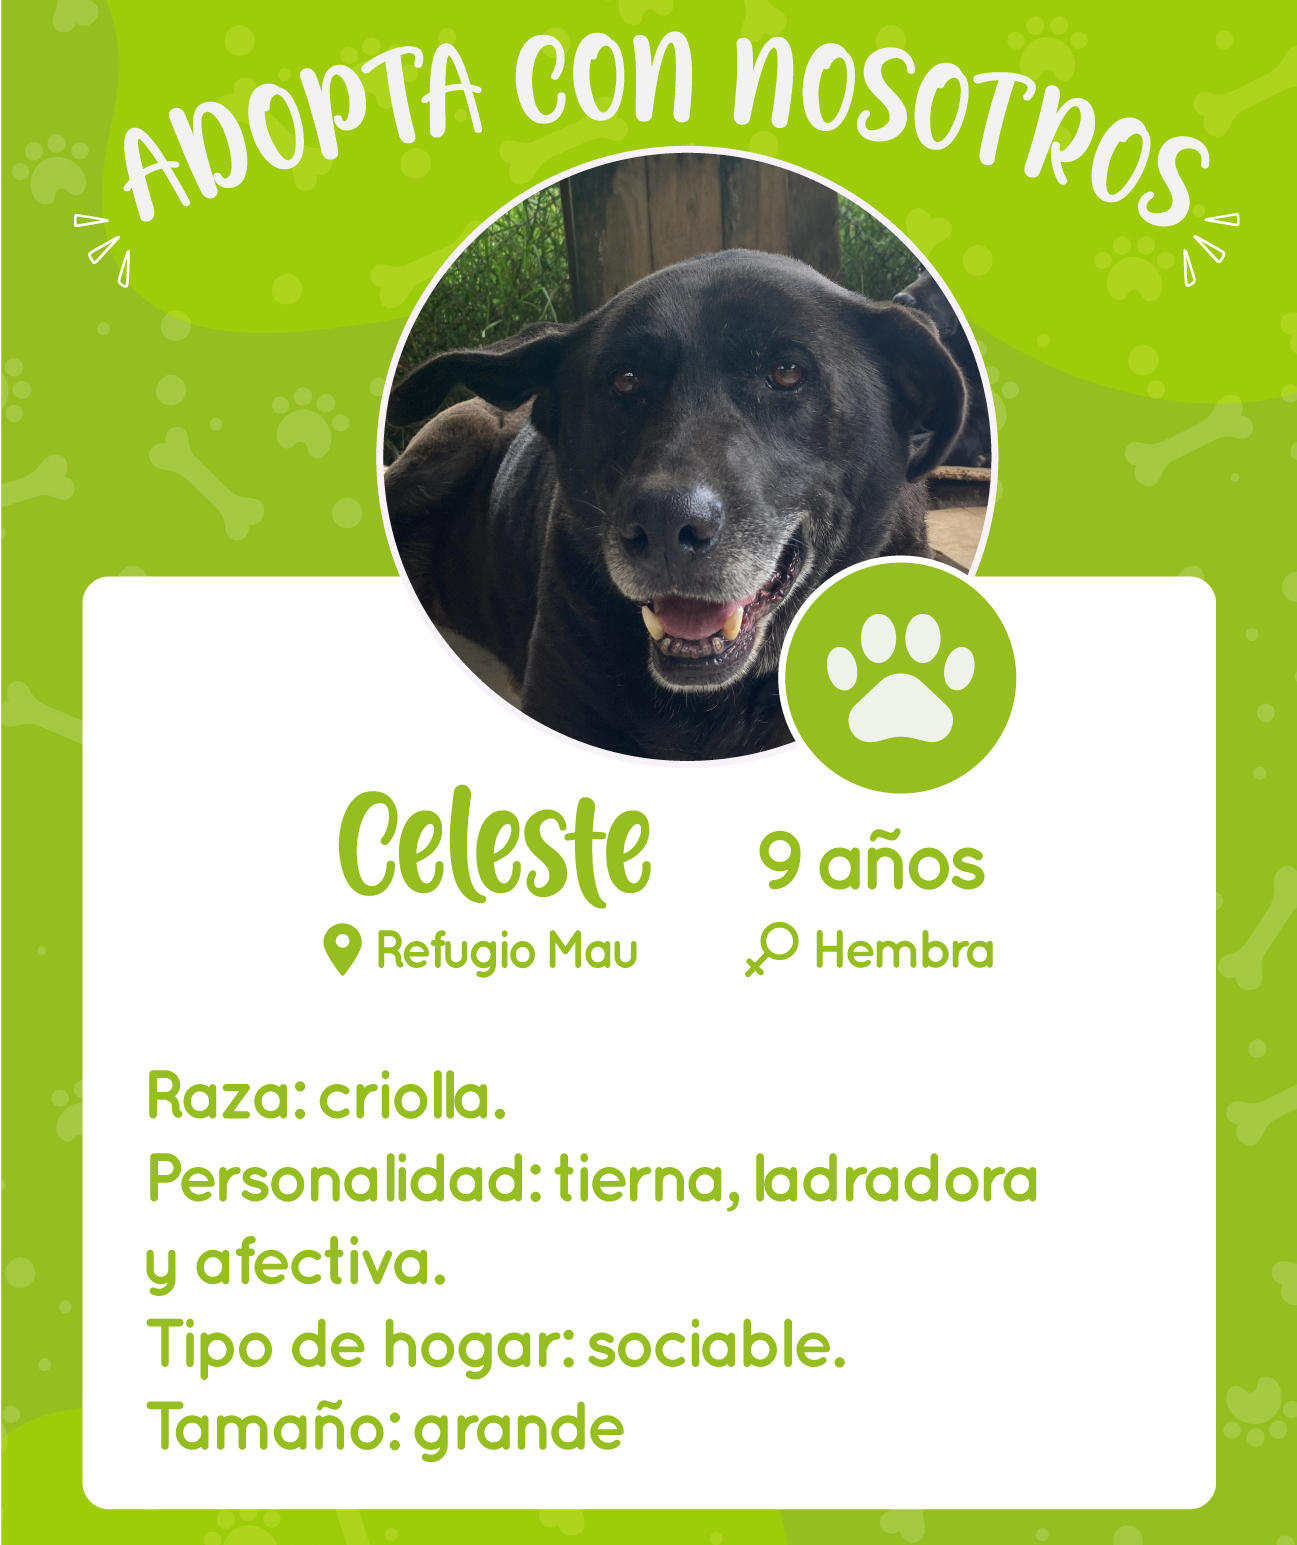 ADOPTA CON NOSOTROS
Celeste
9 años
Refugio Mau
Hembra
Raza: criolla.
Personalidad: tierna, ladradora
y afectiva.
Tipo de hogar: sociable.
Tamaño: grande